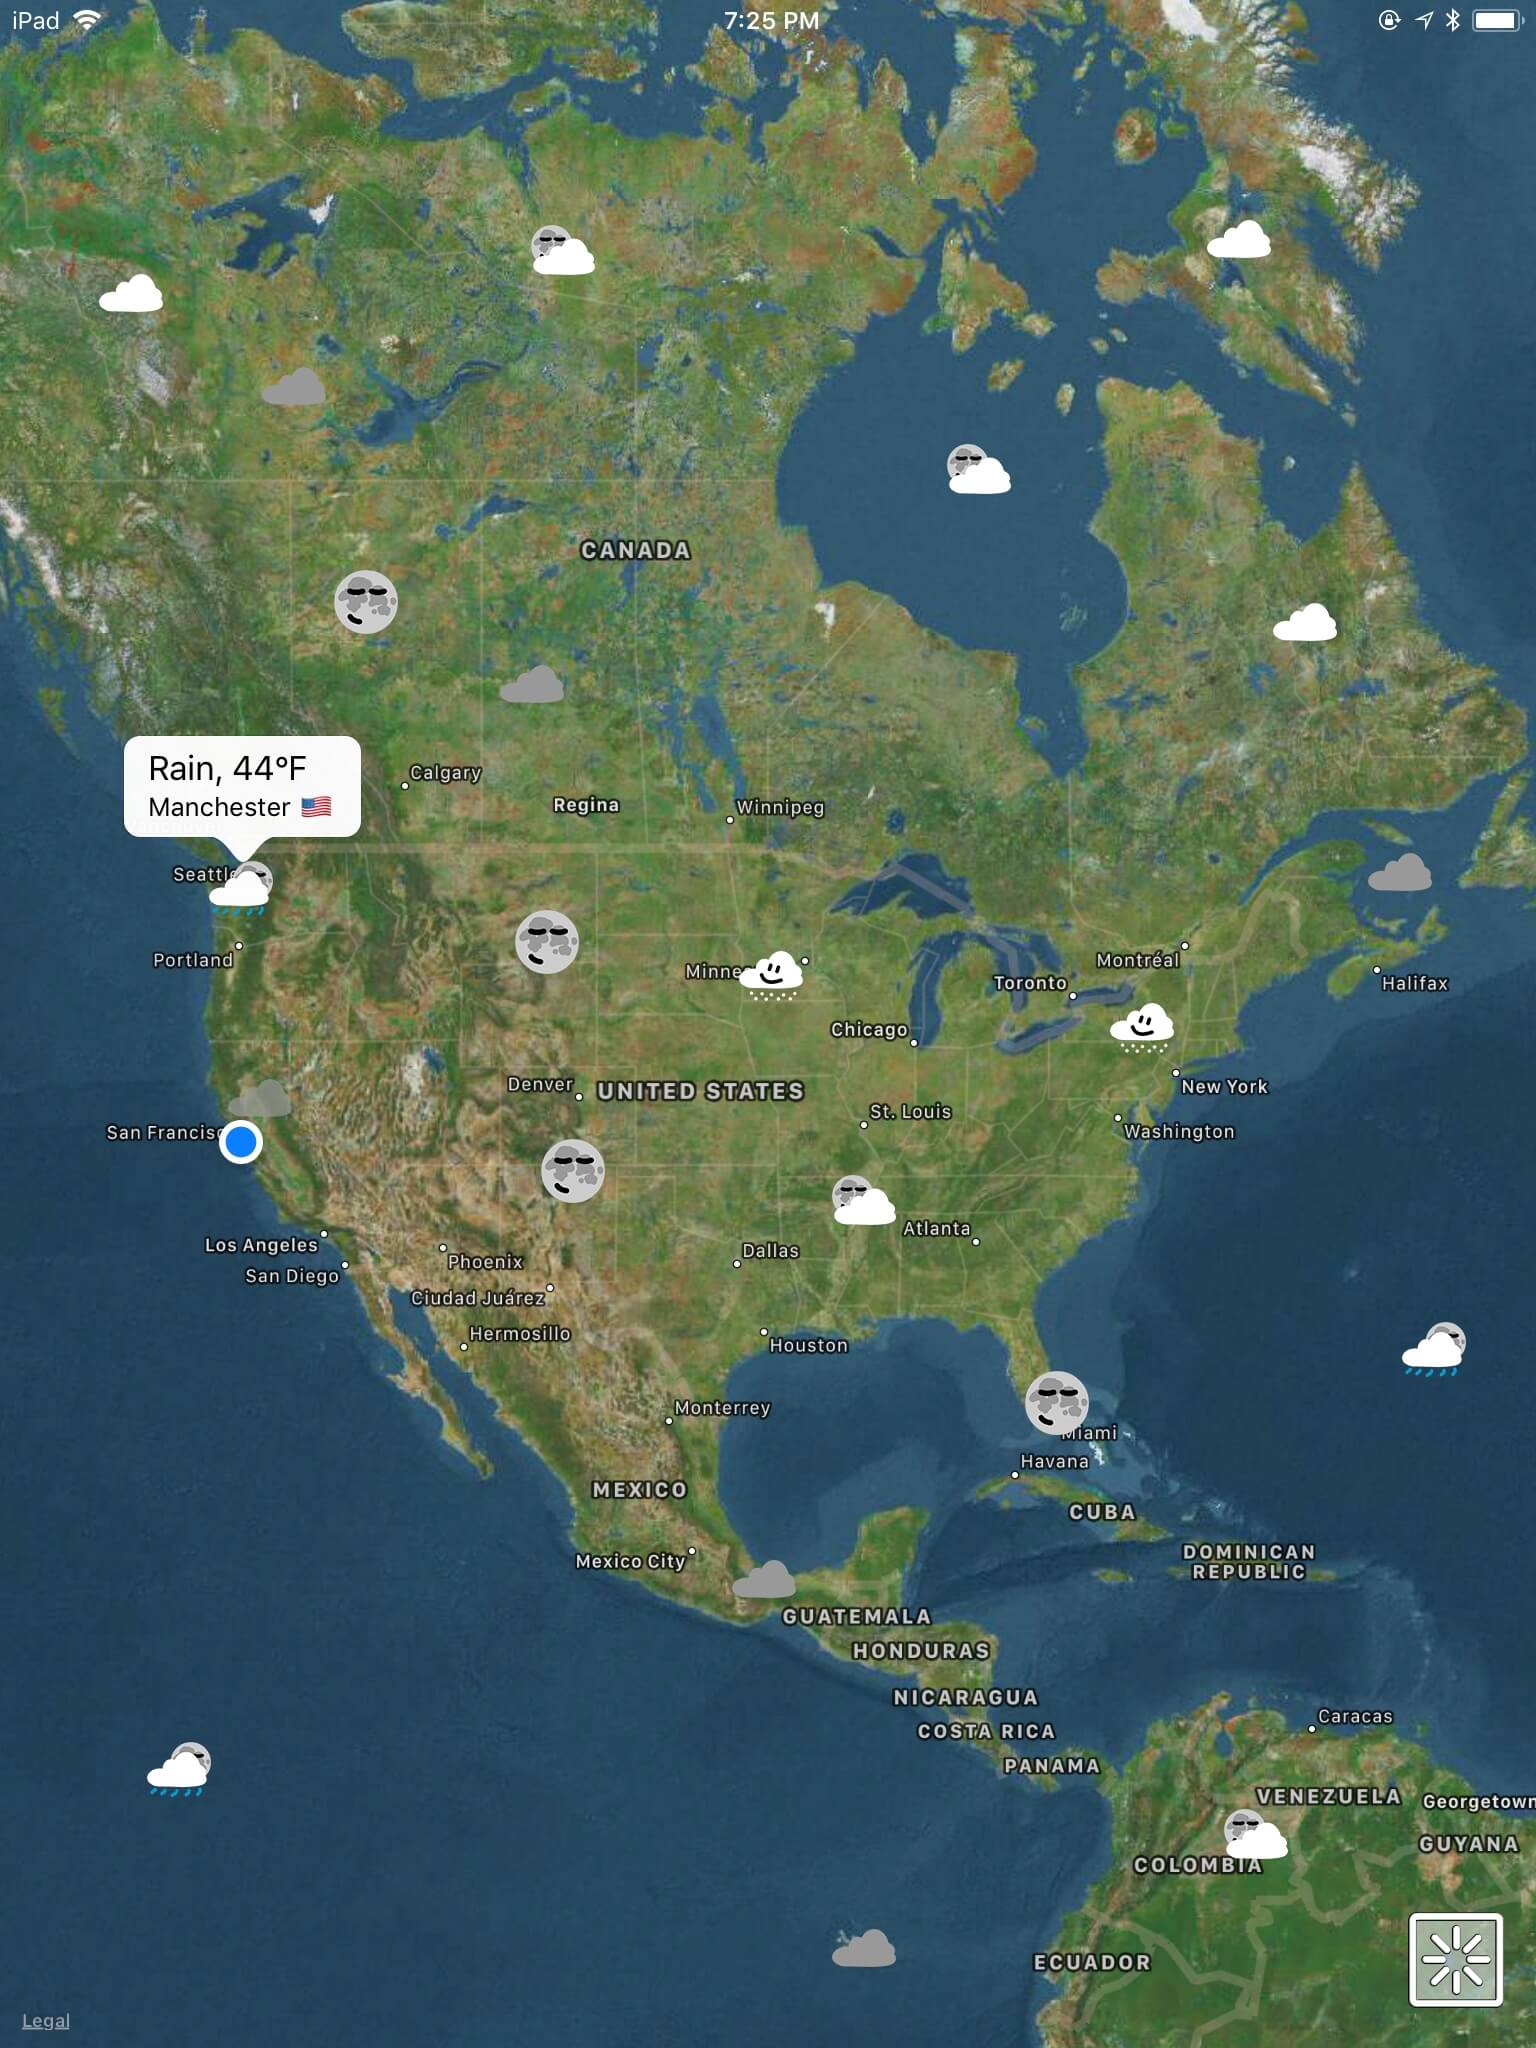 iPad
7:25 PM
CANADA
Calgary
Rain, 44°F
Manchester 🇺🇸
Regina
Winnipeg
Seattle
Portland
Montréal
Minne
Toronto
Halifax
Chicago
Denver
UNITED STATES
New York
St. Louis
San Francisc
Washington
Atlanta
Los Angeles
Dallas
Phoenix
San Diego
Ciudad Juárez
Hermosillo
Houston
Monterrey
Miami
Havana
MEXICO
CUBA
DOMINICAN
REPUBLIC
Mexico City
GUATEMALA
HONDURAS
NICARAGUA
Caracas
COSTA RICA
PANAMA
VENEZUELA
Georgetown
GUYANA
COLOMBIA
ECUADOR
Legal